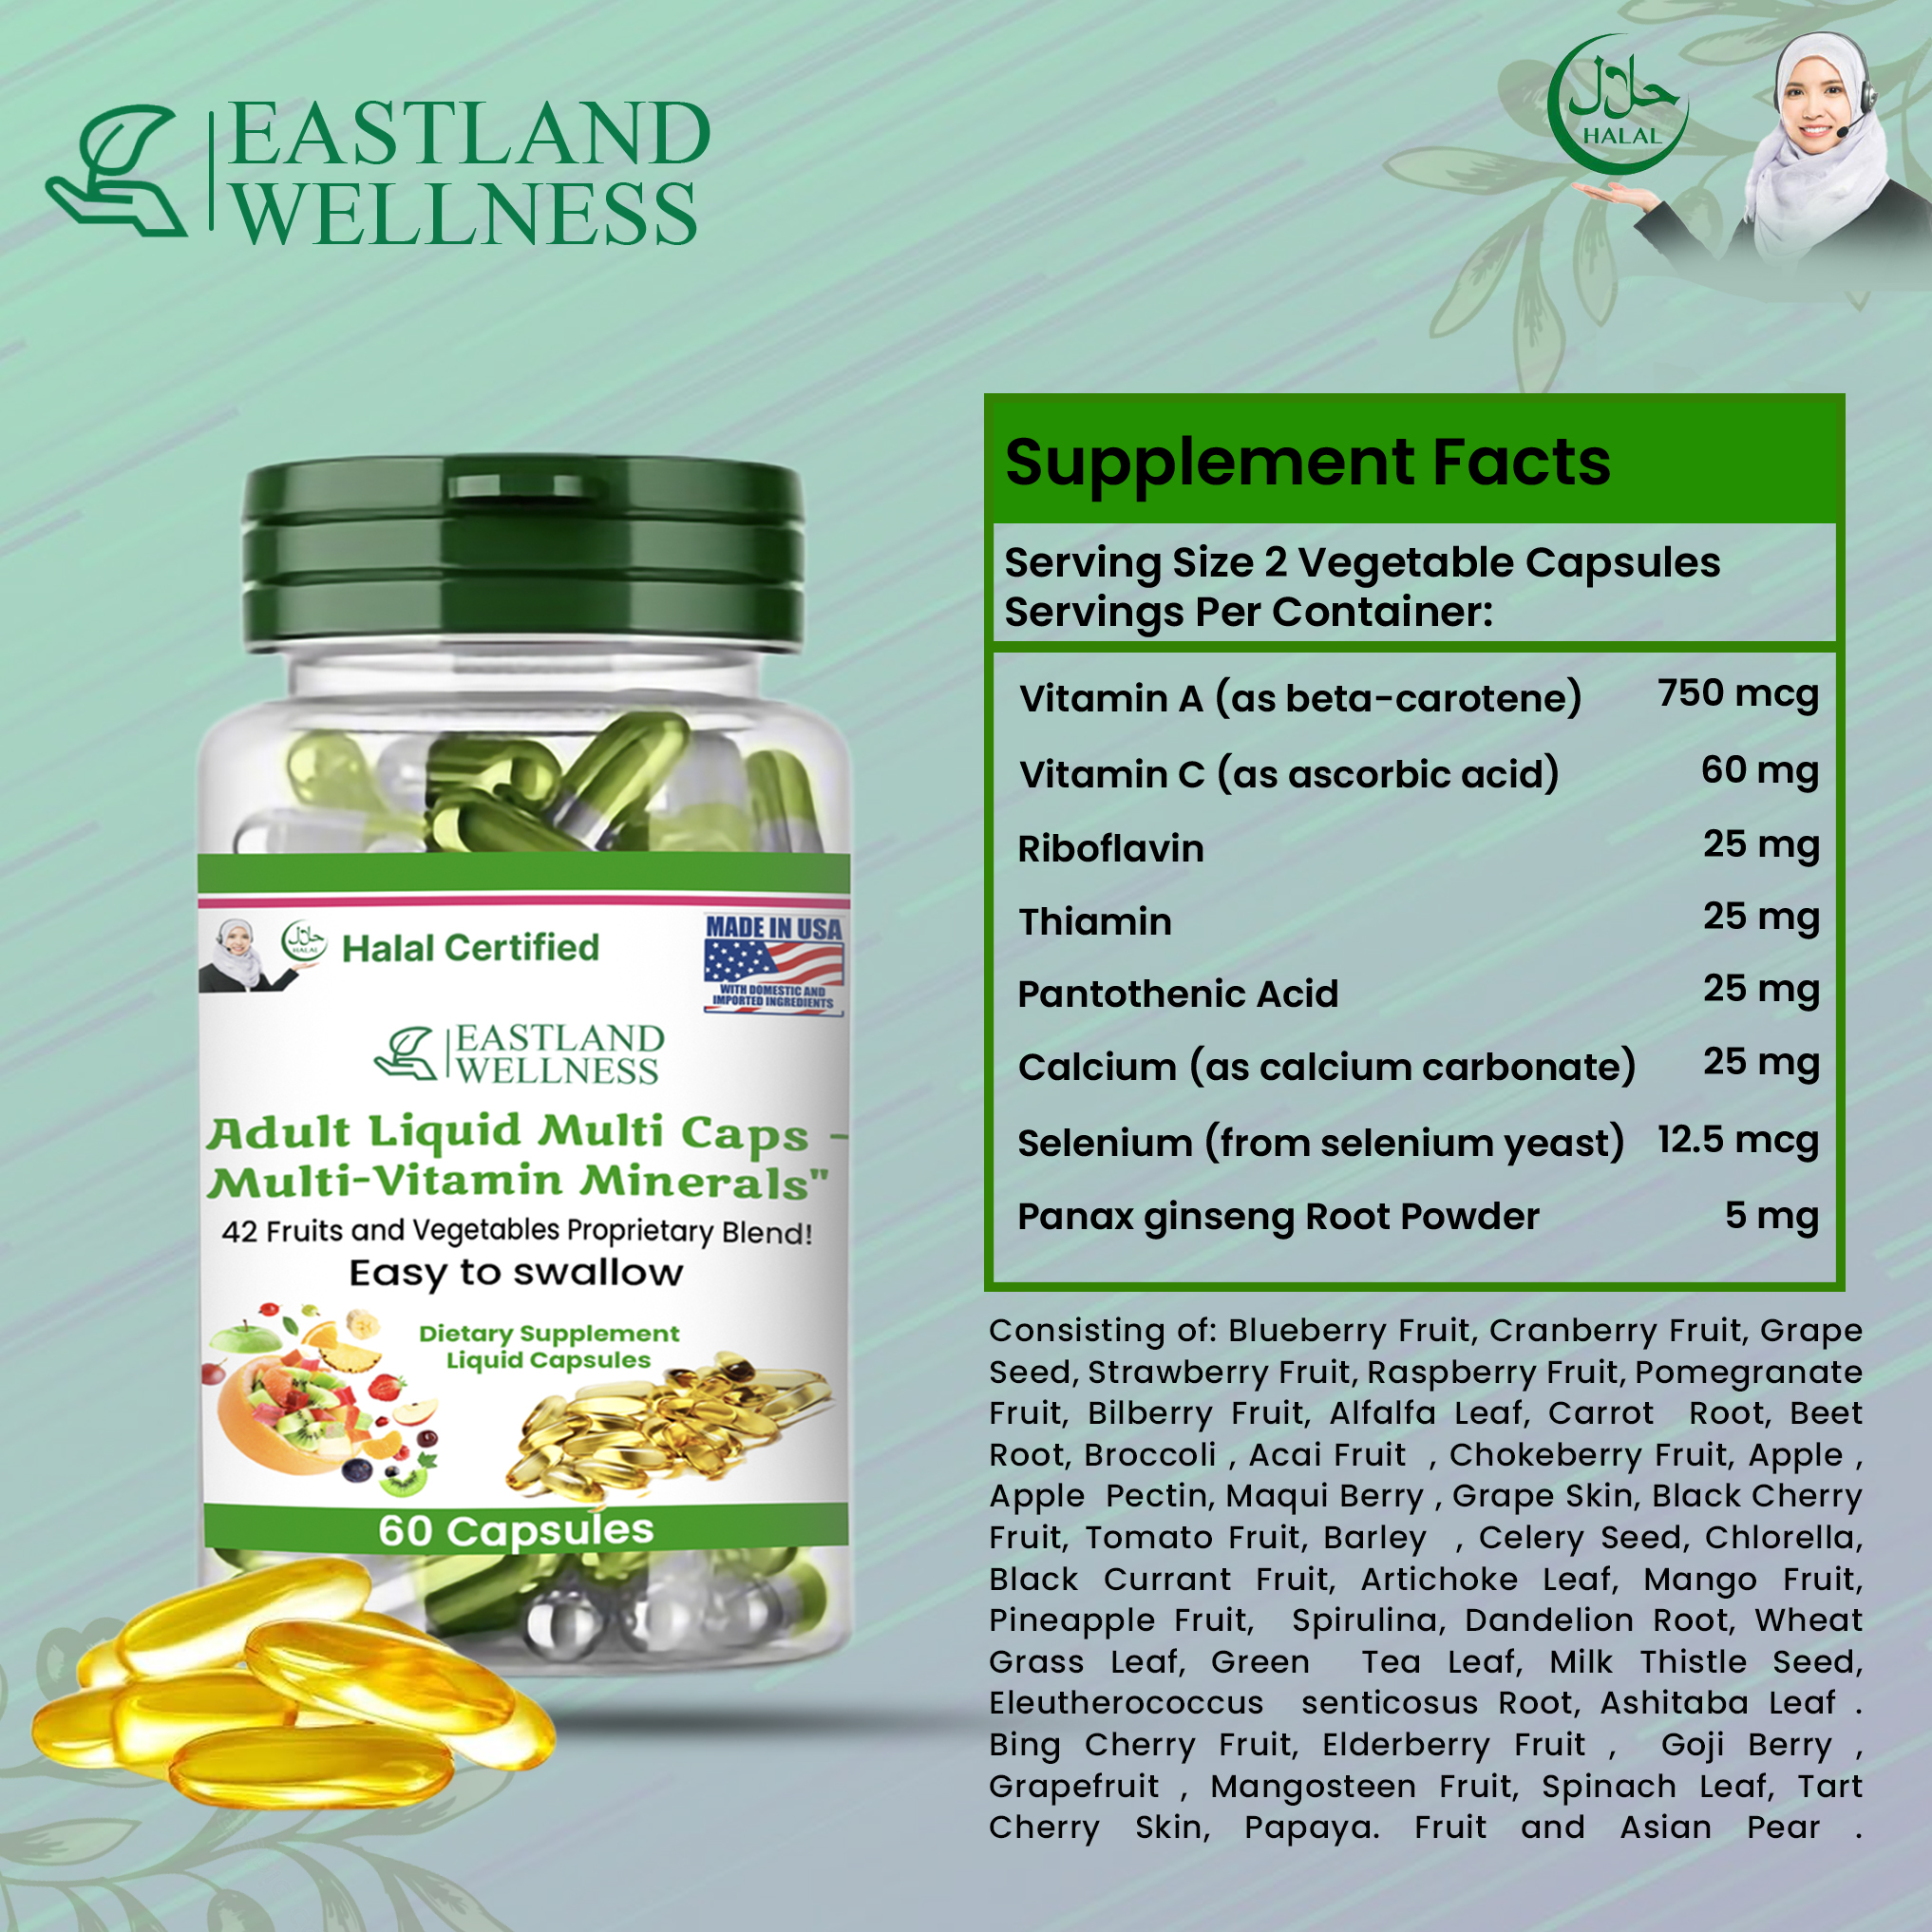 EASTLAND
WELLNESS
حلال
HALAL
Supplement Facts
Serving Size 2 Vegetable Capsules
Servings Per Container:
Vitamin A (as beta-carotene) 750 mcg
Vitamin C (as ascorbic acid) 60 mg
Riboflavin 25 mg
Thiamin 25 mg
Pantothenic Acid 25 mg
Calcium (as calcium carbonate) 25 mg
Selenium (from selenium yeast) 12.5 mcg
Panax ginseng Root Powder 5 mg
Consisting of: Blueberry Fruit, Cranberry Fruit, Grape
Seed, Strawberry Fruit, Raspberry Fruit, Pomegranate
Fruit, Bilberry Fruit, Alfalfa Leaf, Carrot Root, Beet
Root, Broccoli , Acai Fruit , Chokeberry Fruit, Apple ,
Apple Pectin, Maqui Berry , Grape Skin, Black Cherry
Fruit, Tomato Fruit, Barley , Celery Seed, Chlorella,
Black Currant Fruit, Artichoke Leaf, Mango Fruit,
Pineapple Fruit, Spirulina, Dandelion Root, Wheat
Grass Leaf, Green Tea Leaf, Milk Thistle Seed,
Eleutherococcus senticosus Root, Ashitaba Leaf .
Bing Cherry Fruit, Elderberry Fruit , Goji Berry ,
Grapefruit , Mangosteen Fruit, Spinach Leaf, Tart
Cherry Skin, Papaya. Fruit and Asian Pear .
حلال
HALAL
Halal Certified
MADE IN USA
WITH DOMESTIC AND
IMPORTED INGREDIENTS
EASTLAND
WELLNESS
Adult Liquid Multi Caps -
Multi-Vitamin Minerals"
42 Fruits and Vegetables Proprietary Blend!
Easy to swallow
Dietary Supplement
Liquid Capsules
60 Capsules